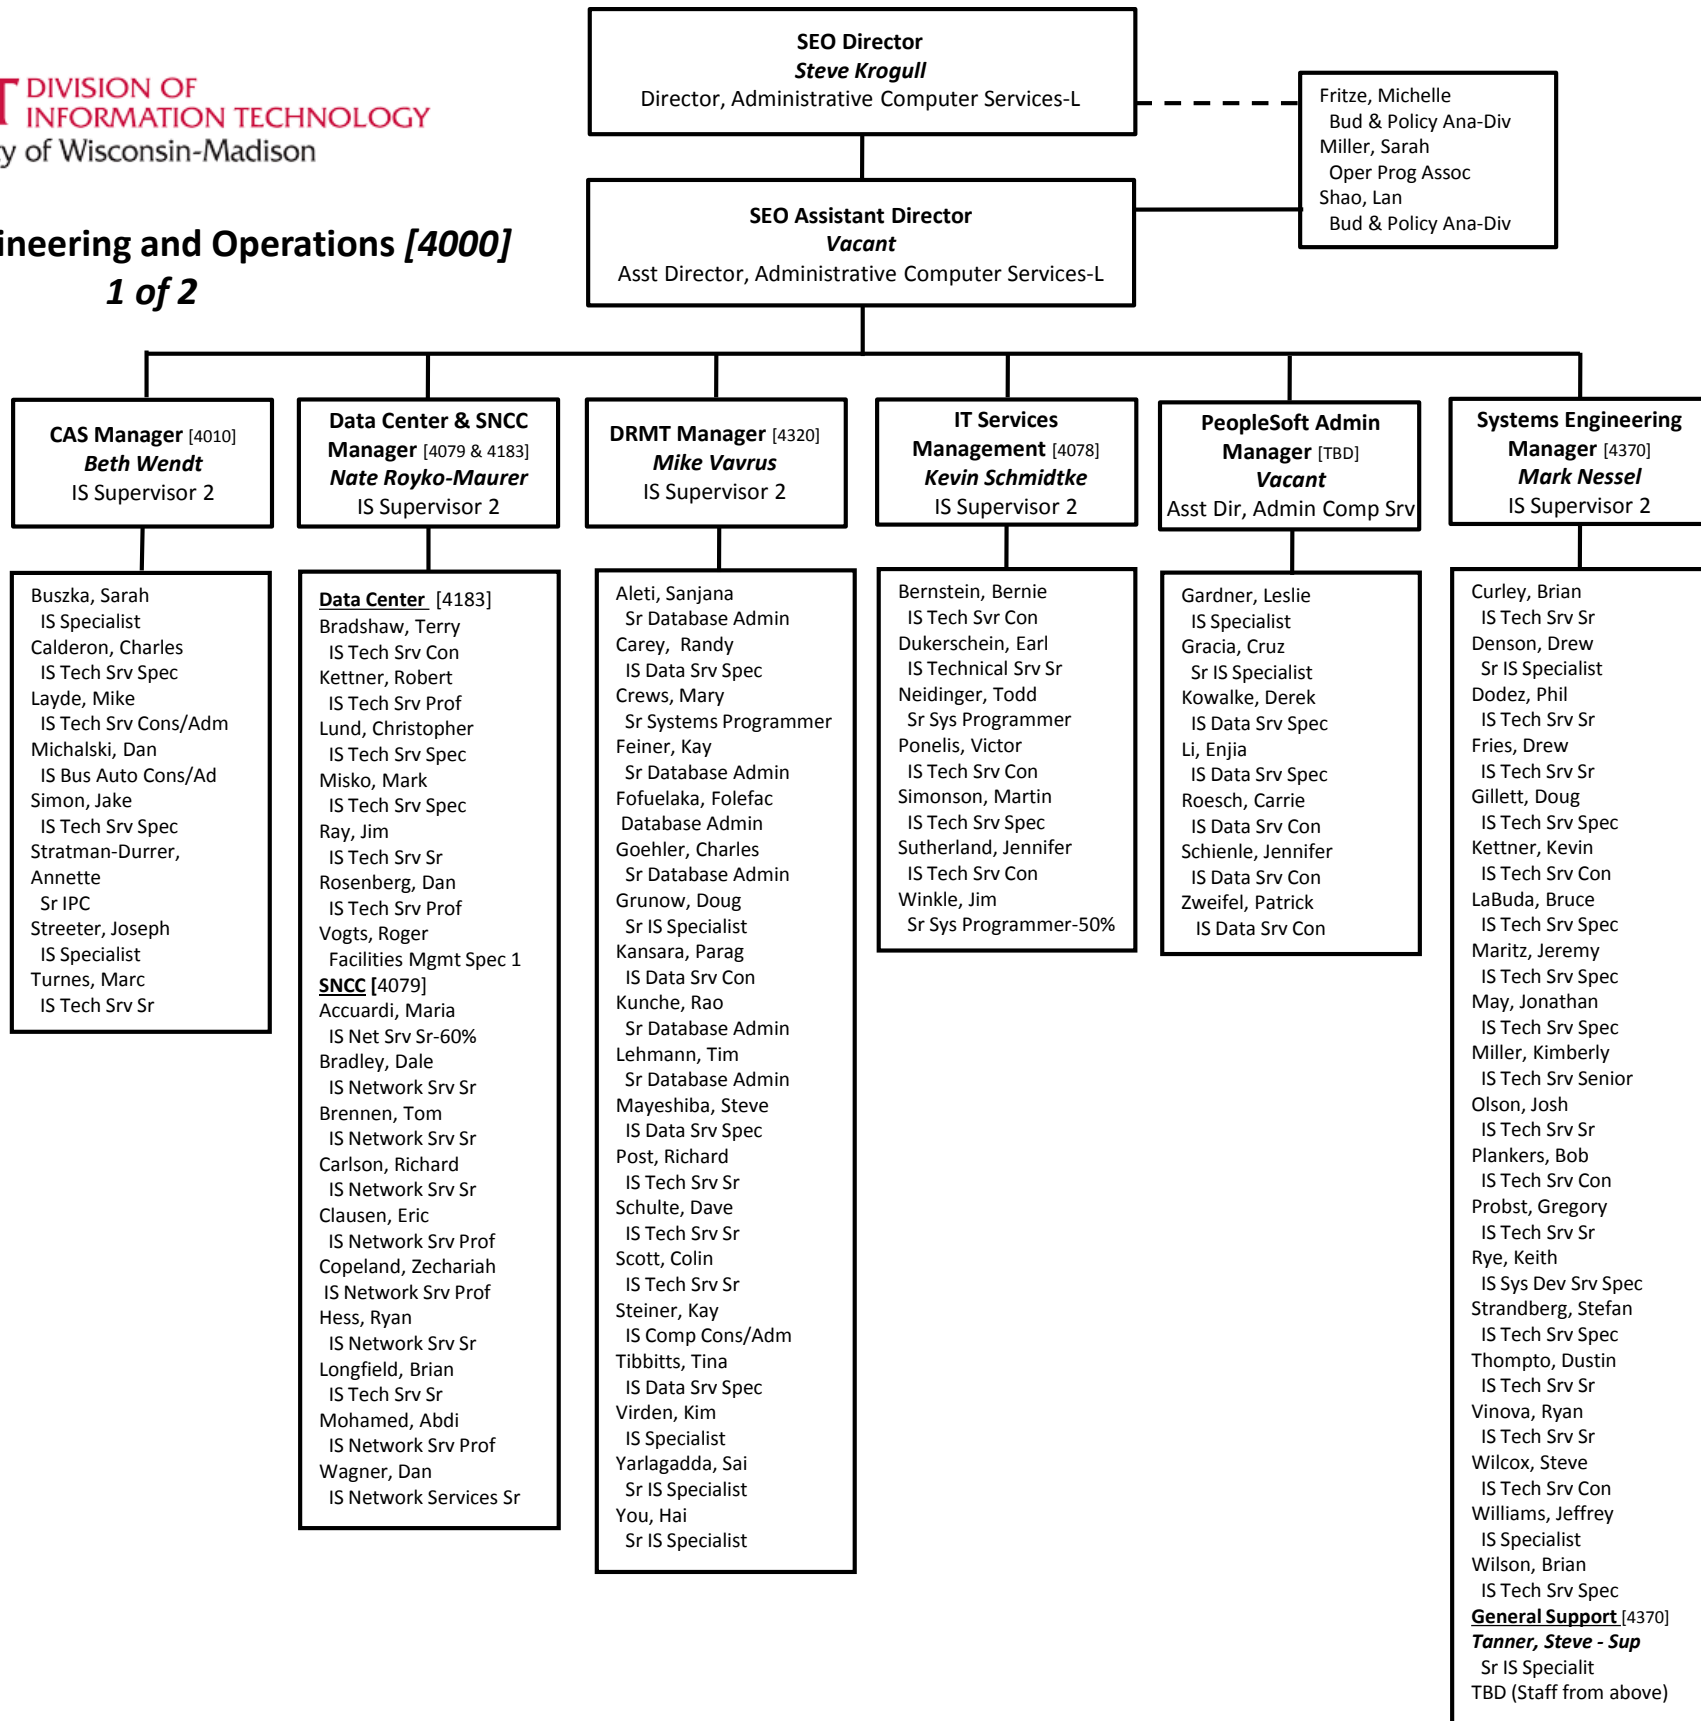 DIVISION OF
INFORMATION TECHNOLOGY
of Wisconsin-Madison
and Operations [4000]
1 of 2
SEO Director
Steve Krogull
Director, Administrative Computer Services-L
Fritze, Michelle
Bud & Policy Ana-Div
Miller, Sarah
Oper Prog Assoc
Shao, Lan
Bud & Policy Ana-Div
SEO Assistant Director
Vacant
Asst Director, Administrative Computer Services-L
CAS Manager [4010]
Beth Wendt
IS Supervisor 2
Data Center & SNCC
Manager [4079 & 4183]
Nate Royko-Maurer
IS Supervisor 2
DRMT Manager [4320]
Mike Vavrus
IS Supervisor 2
IT Services
Management [4078]
Kevin Schmidtke
IS Supervisor 2
PeopleSoft Admin
Manager [TBD]
Vacant
Asst Dir, Admin Comp Srv
Systems Engineering
Manager [4370]
Mark Nessel
IS Supervisor 2
Buszka, Sarah
IS Specialist
Calderon, Charles
IS Tech Srv Spec
Layde, Mike
IS Tech Srv Cons/Adm
Michalski, Dan
IS Bus Auto Cons/Ad
Simon, Jake
IS Tech Srv Spec
Stratman-Durrer,
Annette
Sr IPC
Streeter, Joseph
IS Specialist
Turnes, Marc
IS Tech Srv Sr
Data Center [4183]
Bradshaw, Terry
IS Tech Srv Con
Kettner, Robert
IS Tech Srv Prof
Lund, Christopher
IS Tech Srv Spec
Misko, Mark
IS Tech Srv Spec
Ray, Jim
IS Tech Srv Sr
Rosenberg, Dan
IS Tech Srv Prof
Vogts, Roger
Facilities Mgmt Spec 1
SNCC [4079]
Accuardi, Maria
IS Net Srv Sr-60%
Bradley, Dale
IS Network Srv Sr
Brennen, Tom
IS Network Srv Sr
Carlson, Richard
IS Network Srv Sr
Clausen, Eric
IS Network Srv Prof
Copeland, Zechariah
IS Network Srv Prof
Hess, Ryan
IS Network Srv Sr
Longfield, Brian
IS Tech Srv Sr
Mohamed, Abdi
IS Network Srv Prof
Wagner, Dan
IS Network Services Sr
Aleti, Sanjana
Sr Database Admin
Carey, Randy
IS Data Srv Spec
Crews, Mary
Sr Systems Programmer
Feiner, Kay
Sr Database Admin
Fofuelaka, Folefac
Database Admin
Goehler, Charles
Sr Database Admin
Grunow, Doug
Sr IS Specialist
Kansara, Parag
IS Data Srv Con
Kunche, Rao
Sr Database Admin
Lehmann, Tim
Sr Database Admin
Mayeshiba, Steve
IS Data Srv Spec
Post, Richard
IS Tech Srv Sr
Schulte, Dave
IS Tech Srv Sr
Scott, Colin
IS Tech Srv Sr
Steiner, Kay
IS Comp Cons/Adm
Tibbitts, Tina
IS Data Srv Spec
Virden, Kim
IS Specialist
Yarlagadda, Sai
Sr IS Specialist
You, Hai
Sr IS Specialist
Bernstein, Bernie
IS Tech Svr Con
Dukerschein, Earl
IS Technical Srv Sr
Neidinger, Todd
Sr Sys Programmer
Ponelis, Victor
IS Tech Srv Con
Simonson, Martin
IS Tech Srv Spec
Sutherland, Jennifer
IS Tech Srv Con
Winkle, Jim
Sr Sys Programmer-50%
Gardner, Leslie
IS Specialist
Gracia, Cruz
Sr IS Specialist
Kowalke, Derek
IS Data Srv Spec
Li, Enjia
IS Data Srv Spec
Roesch, Carrie
IS Data Srv Con
Schienle, Jennifer
IS Data Srv Con
Zweifel, Patrick
IS Data Srv Con
Curley, Brian
IS Tech Srv Sr
Denson, Drew
Sr IS Specialist
Dodez, Phil
IS Tech Srv Sr
Fries, Drew
IS Tech Srv Sr
Gillett, Doug
IS Tech Srv Spec
Kettner, Kevin
IS Tech Srv Con
LaBuda, Bruce
IS Tech Srv Spec
Maritz, Jeremy
IS Tech Srv Spec
May, Jonathan
IS Tech Srv Spec
Miller, Kimberly
IS Tech Srv Senior
Olson, Josh
IS Tech Srv Sr
Plankers, Bob
IS Tech Srv Con
Probst, Gregory
IS Tech Srv Sr
Rye, Keith
IS Sys Dev Srv Spec
Strandberg, Stefan
IS Tech Srv Spec
Thompto, Dustin
IS Tech Srv Sr
Vinova, Ryan
IS Tech Srv Sr
Wilcox, Steve
IS Tech Srv Con
Williams, Jeffrey
IS Specialist
Wilson, Brian
IS Tech Srv Spec
General Support [4370]
Tanner, Steve - Sup
Sr IS Specialit
TBD (Staff from above)